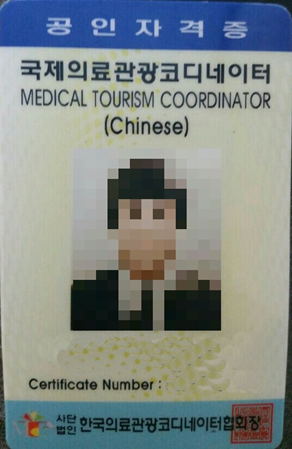 공인자격증
국제의료관광코디네이터
MEDICAL TOURISM COORDINATOR
(Chinese)
Certificate Number :
사단
법인 한국의료관광코디네이터협회장